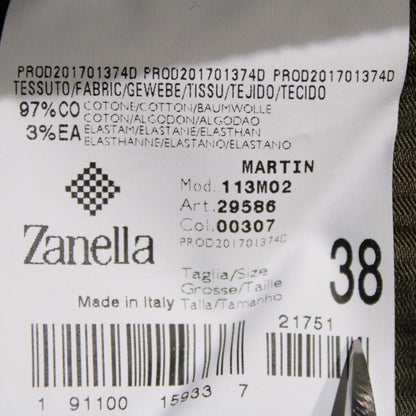 PROD201701374D PROD201701374D PROD201701374D
TESSUTO/FABRIC/GEWEBE/TISSU/TEJIDO/TECIDO
97%CO COTONE/COTTON/BAUMWOLLE
COTON/ALGODON/ALGODAO
3%EA ELASTAM/ELASTANE/ELASTHAN
ELASTHANNE/ELASTANO/ELASTANO
MARTIN
Mod. 113M02
Art. 29586
Col. 00307
PROD201701374D
Zanella
Taglia/Size
Grosse/Taille
Talla/Tamanho
38
Made in Italy
21751
1 91100 15933 7